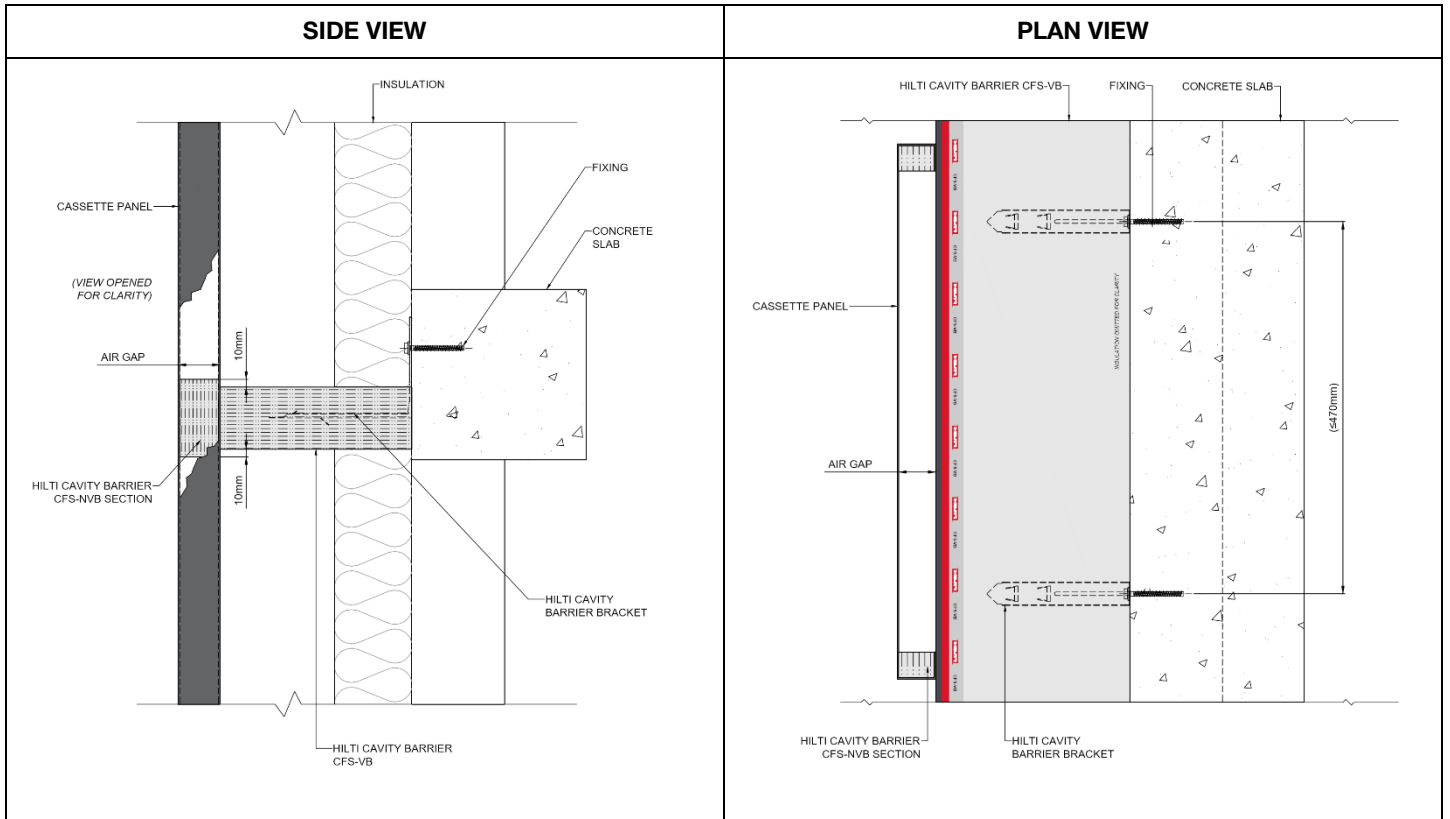 SIDE VIEW
PLAN VIEW
INSULATION
FIXING
CASSETTE PANEL
CONCRETE
SLAB
(VIEW OPENED
FOR CLARITY)
10mm
AIR GAP
HILTI CAVITY BARRIER
CFS-NVB SECTION
10mm
HILTI CAVITY
BARRIER BRACKET
HILTI CAVITY BARRIER
CFS-VB
HILTI CAVITY BARRIER CFS-VB
FIXING
CONCRETE SLAB
CASSETTE PANEL
INSULATION OMITTED FOR CLARITY
(≤470mm)
AIR GAP
HILTI CAVITY BARRIER
CFS-NVB SECTION
HILTI CAVITY
BARRIER BRACKET